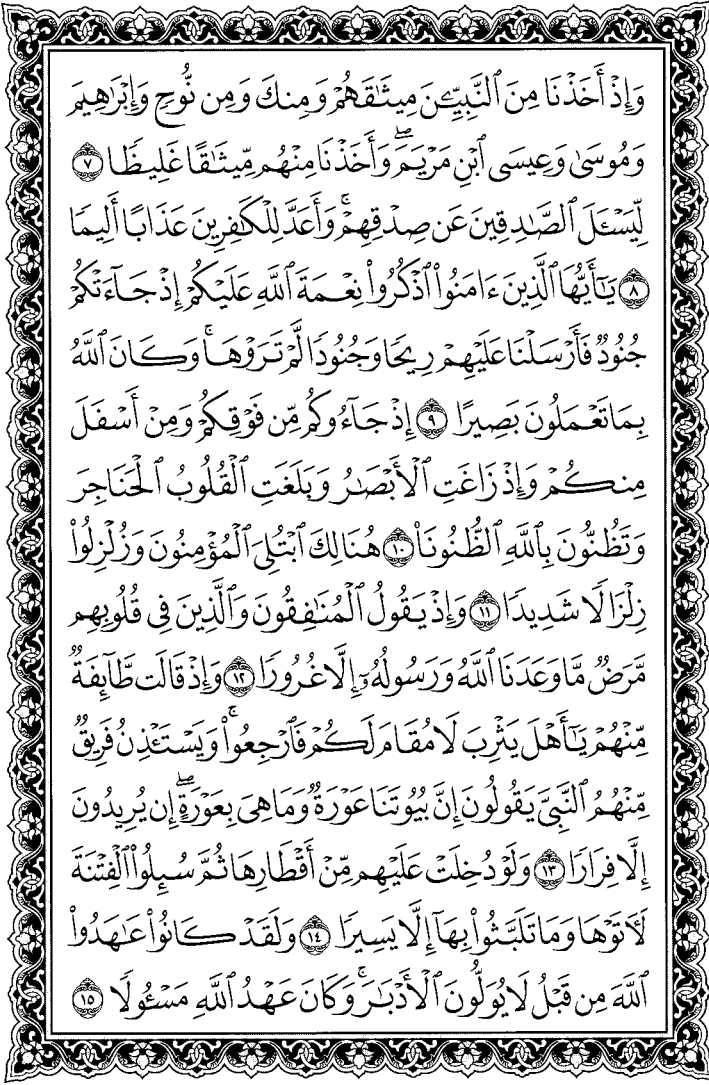 وَإِذْ أَخَذْنَا مِنَ ٱلنَّبِيِّـۧنَ مِيثَٰقَهُمْ وَمِنكَ وَمِن نُّوحٍ وَإِبْرَٰهِيمَ
وَمُوسَىٰ وَعِيسَى ٱبْنِ مَرْيَمَۖ وَأَخَذْنَا مِنْهُم مِّيثَٰقًا غَلِيظًا ٧
لِّيَسْـَٔلَ ٱلصَّٰدِقِينَ عَن صِدْقِهِمْۚ وَأَعَدَّ لِلْكَٰفِرِينَ عَذَابًا أَلِيمًا
٨ يَٰٓأَيُّهَا ٱلَّذِينَ ءَامَنُوا۟ ٱذْكُرُوا۟ نِعْمَةَ ٱللَّهِ عَلَيْكُمْ إِذْ جَآءَتْكُمْ
جُنُودٌ فَأَرْسَلْنَا عَلَيْهِمْ رِيحًا وَجُنُودًا لَّمْ تَرَوْهَاۚ وَكَانَ ٱللَّهُ
بِمَا تَعْمَلُونَ بَصِيرًا ٩ إِذْ جَآءُوكُم مِّن فَوْقِكُمْ وَمِنْ أَسْفَلَ
مِنكُمْ وَإِذْ زَاغَتِ ٱلْأَبْصَٰرُ وَبَلَغَتِ ٱلْقُلُوبُ ٱلْحَنَاجِرَ
وَتَظُنُّونَ بِٱللَّهِ ٱلظُّنُونَا۠ ١٠ هُنَالِكَ ٱبْتُلِىَ ٱلْمُؤْمِنُونَ وَزُلْزِلُوا۟
زِلْزَالًا شَدِيدًا ١١ وَإِذْ يَقُولُ ٱلْمُنَٰفِقُونَ وَٱلَّذِينَ فِى قُلُوبِهِم
مَّرَضٌ مَّا وَعَدَنَا ٱللَّهُ وَرَسُولُهُۥٓ إِلَّا غُرُورًا ١٢ وَإِذْ قَالَت طَّآئِفَةٌ
مِّنْهُمْ يَٰٓأَهْلَ يَثْرِبَ لَا مُقَامَ لَكُمْ فَٱرْجِعُوا۟ۚ وَيَسْتَـْٔذِنُ فَرِيقٌ
مِّنْهُمُ ٱلنَّبِىَّ يَقُولُونَ إِنَّ بُيُوتَنَا عَوْرَةٌ وَمَا هِىَ بِعَوْرَةٍۖ إِن يُرِيدُونَ
إِلَّا فِرَارًا ١٣ وَلَوْ دُخِلَتْ عَلَيْهِم مِّنْ أَقْطَارِهَا ثُمَّ سُئِلُوا۟ ٱلْفِتْنَةَ
لَـَٔاتَوْهَا وَمَا تَلَبَّثُوا۟ بِهَآ إِلَّا يَسِيرًا ١٤ وَلَقَدْ كَانُوا۟ عَٰهَدُوا۟
ٱللَّهَ مِن قَبْلُ لَا يُوَلُّونَ ٱلْأَدْبَٰرَۚ وَكَانَ عَهْدُ ٱللَّهِ مَسْـُٔولًا ١٥